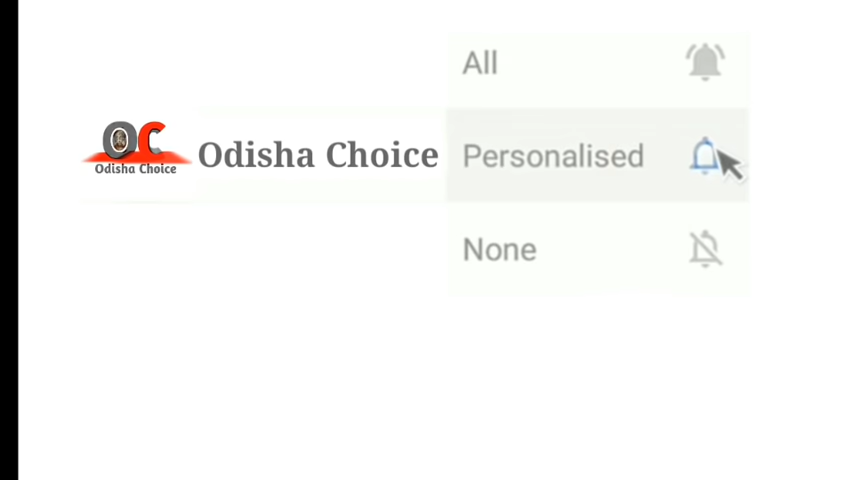 All
OC
Odisha Choice
Odisha Choice
Personalised
None